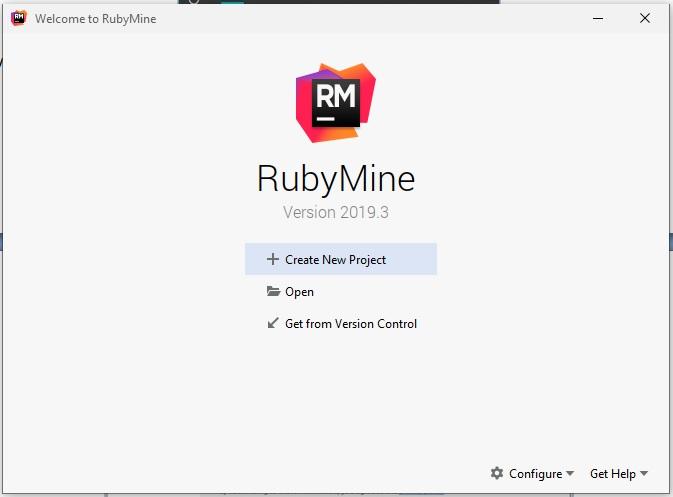 Welcome to RubyMine
RM
RubyMine
Version 2019.3
Create New Project
Open
Get from Version Control
Configure
Get Help